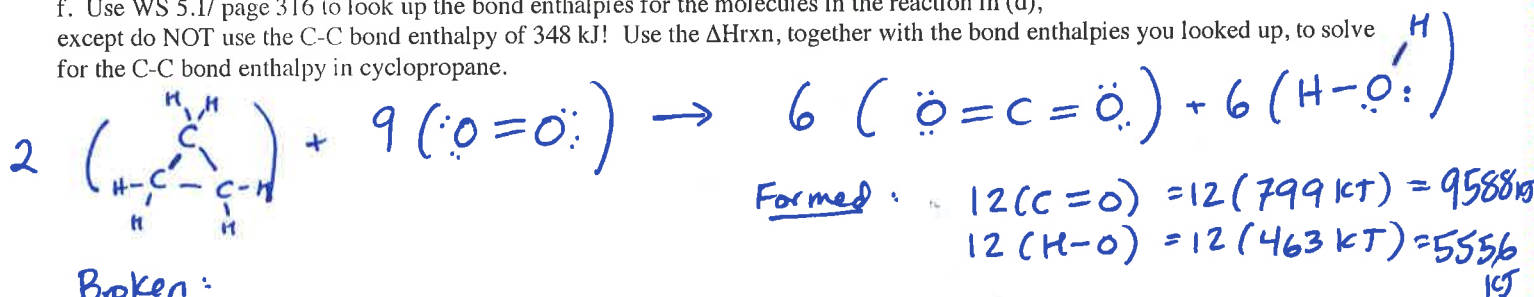 f. Use WS 5.17 page 316 to look up the bond enthalpies for the molecules in the reaction in (d),
except do NOT use the C-C bond enthalpy of 348 kJ! Use the ΔHrxn, together with the bond enthalpies you looked up, to solve
for the C-C bond enthalpy in cyclopropane.
H H
C
H-C - C-H
H H
2 ( ) + 9 (:Ö=Ö:) → 6 ( Ö=C=Ö ) + 6 (H-Ö: H)
Formed : 12(C=O) =12(799 kJ) = 9588 kJ
12 (H-O) =12(463 kJ)=5556 kJ
Broken :